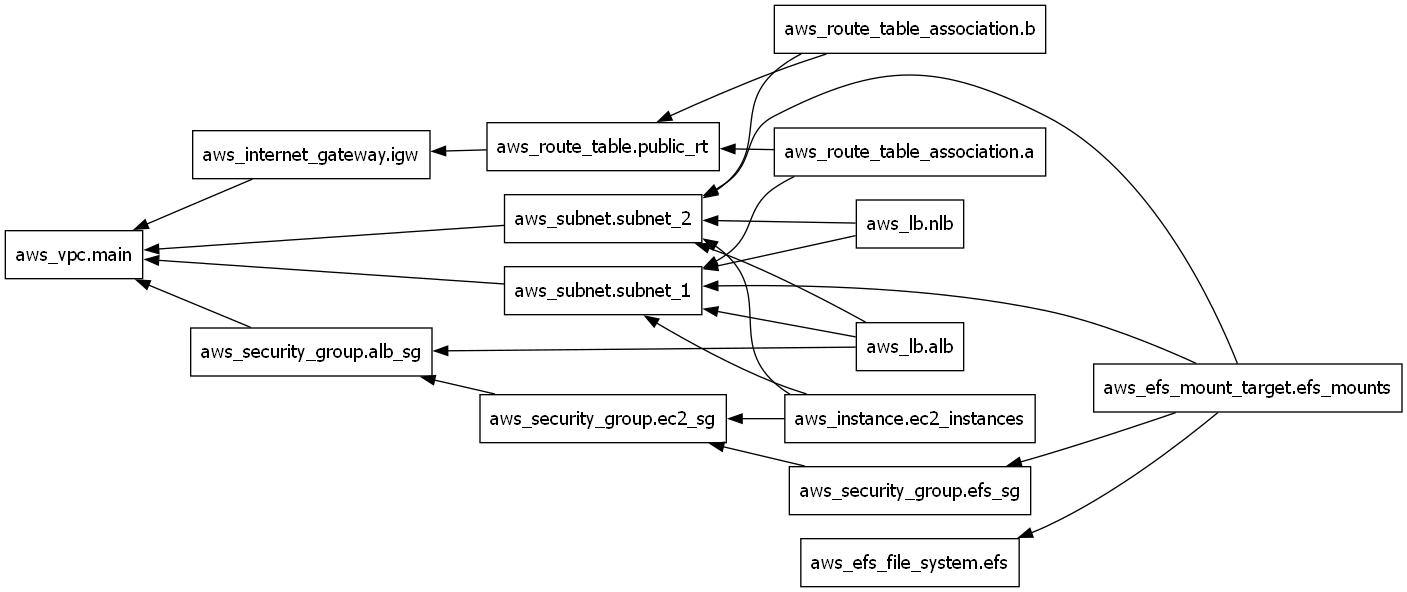 aws_route_table_association.b
aws_internet_gateway.igw
aws_route_table.public_rt
aws_route_table_association.a
aws_subnet.subnet_2
aws_lb.nlb
aws_vpc.main
aws_subnet.subnet_1
aws_security_group.alb_sg
aws_lb.alb
aws_efs_mount_target.efs_mounts
aws_security_group.ec2_sg
aws_instance.ec2_instances
aws_security_group.efs_sg
aws_efs_file_system.efs